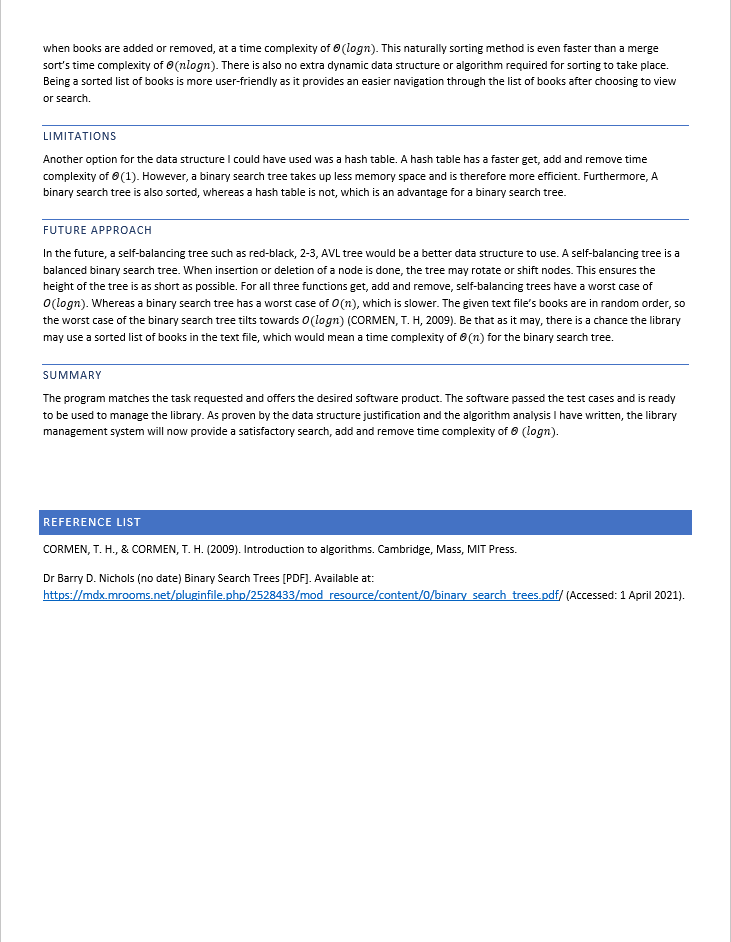 when books are added or removed, at a time complexity of Θ(logn). This naturally sorting method is even faster than a merge
sort's time complexity of Θ(nlogn). There is also no extra dynamic data structure or algorithm required for sorting to take place.
Being a sorted list of books is more user-friendly as it provides an easier navigation through the list of books after choosing to view
or search.
LIMITATIONS
Another option for the data structure I could have used was a hash table. A hash table has a faster get, add and remove time
complexity of Θ(1). However, a binary search tree takes up less memory space and is therefore more efficient. Furthermore, A
binary search tree is also sorted, whereas a hash table is not, which is an advantage for a binary search tree.
FUTURE APPROACH
In the future, a self-balancing tree such as red-black, 2-3, AVL tree would be a better data structure to use. A self-balancing tree is a
balanced binary search tree. When insertion or deletion of a node is done, the tree may rotate or shift nodes. This ensures the
height of the tree is as short as possible. For all three functions get, add and remove, self-balancing trees have a worst case of
O(logn). Whereas a binary search tree has a worst case of O(n), which is slower. The given text file's books are in random order, so
the worst case of the binary search tree tilts towards O(logn) (CORMEN, T. H, 2009). Be that as it may, there is a chance the library
may use a sorted list of books in the text file, which would mean a time complexity of Θ(n) for the binary search tree.
SUMMARY
The program matches the task requested and offers the desired software product. The software passed the test cases and is ready
to be used to manage the library. As proven by the data structure justification and the algorithm analysis I have written, the library
management system will now provide a satisfactory search, add and remove time complexity of Θ (logn).
REFERENCE LIST
CORMEN, T. H., & CORMEN, T. H. (2009). Introduction to algorithms. Cambridge, Mass, MIT Press.
Dr Barry D. Nichols (no date) Binary Search Trees [PDF]. Available at:
https://mdx.mrooms.net/pluginfile.php/2528433/mod_resource/content/0/binary_search_trees.pdf/ (Accessed: 1 April 2021).